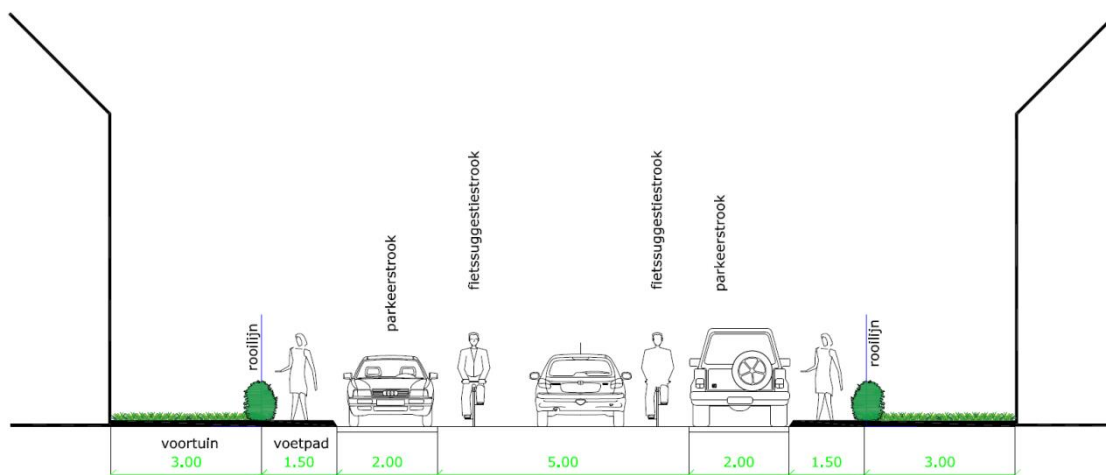 fietssuggestiestrook
fietssuggestiestrook
parkeerstrook
parkeerstrook
rooilijn
rooilijn
voortuin
voetpad
3.00
1.50
2.00
5.00
2.00
1.50
3.00